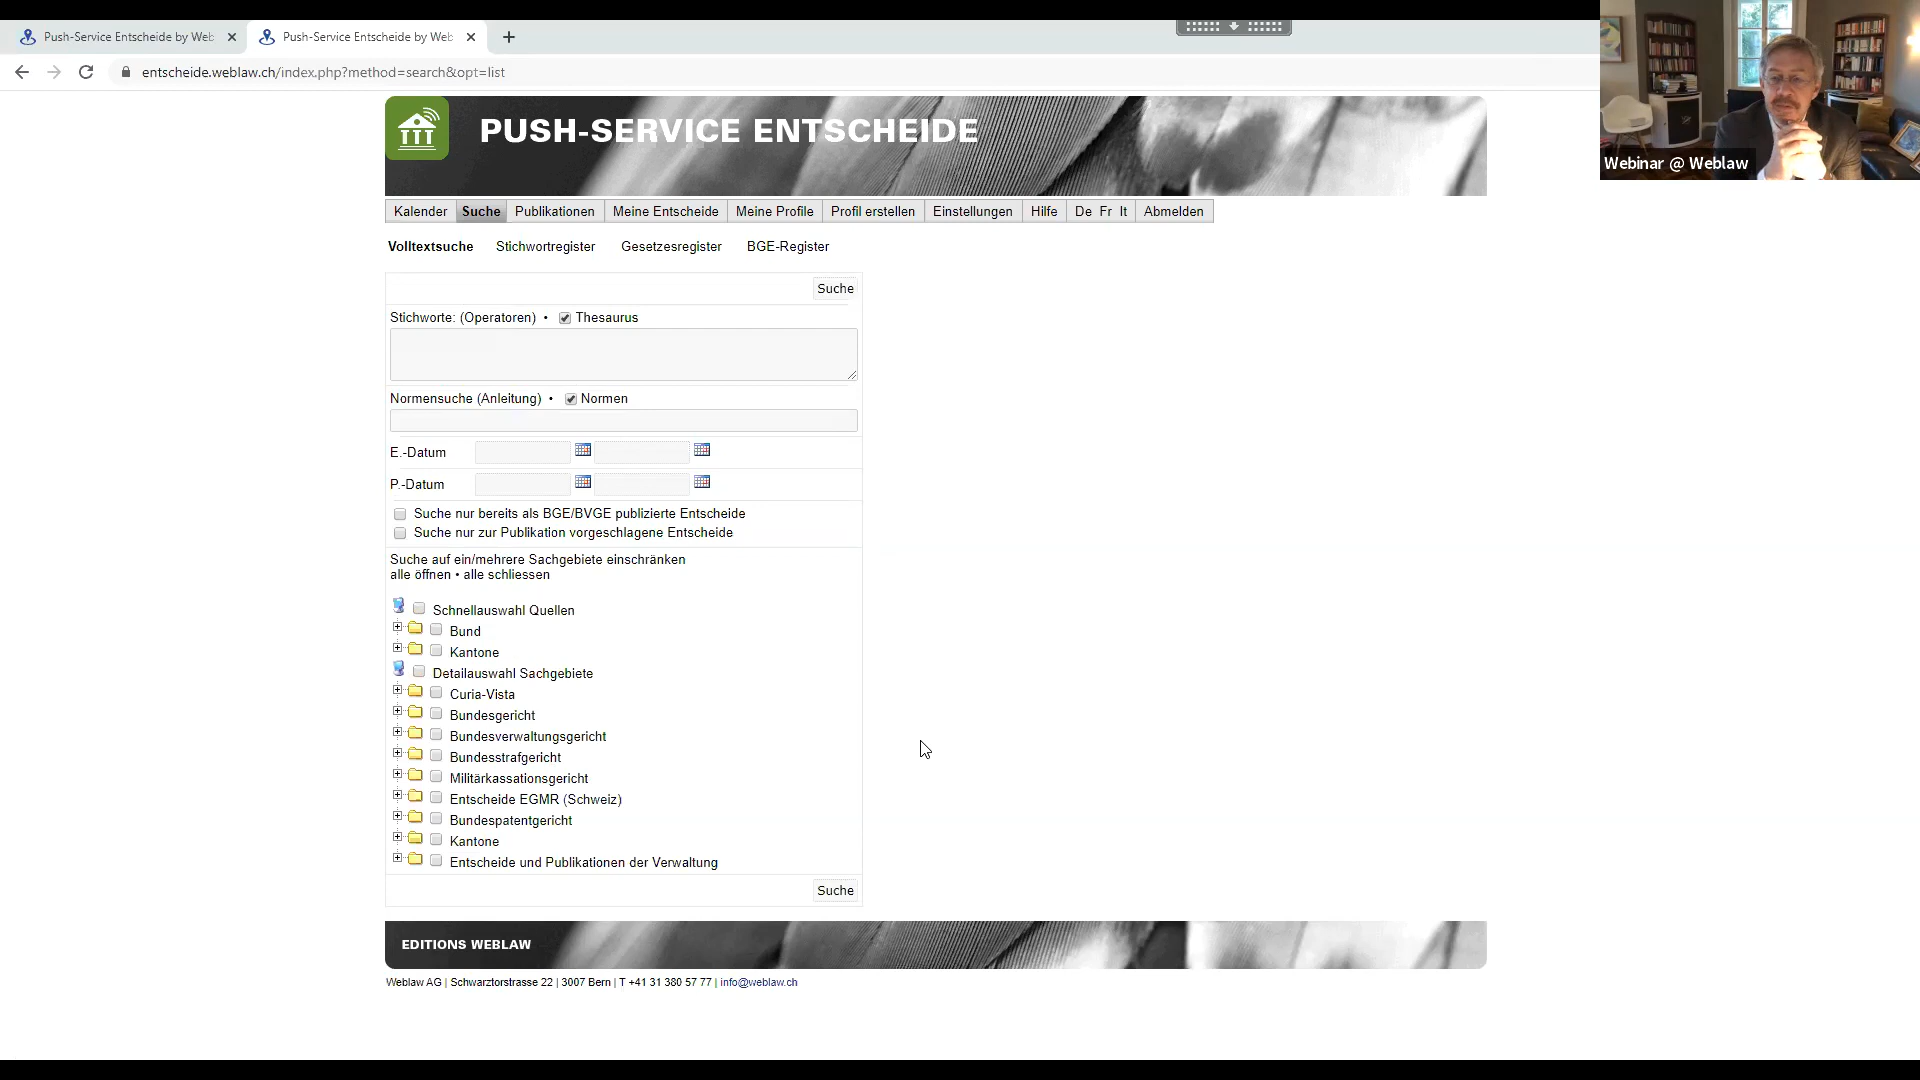 Push-Service Entscheide by Web
Push-Service Entscheide by Web
entscheide.weblaw.ch/index.php?method=search&opt=list
Webinar @ Weblaw
PUSH-SERVICE ENTSCHEIDE
Kalender Suche Publikationen Meine Entscheide Meine Profile Profil erstellen Einstellungen Hilfe De Fr It Abmelden
Volltextsuche Stichwortregister Gesetzesregister BGE-Register
Suche
Stichworte: (Operatoren) • Thesaurus
Normensuche (Anleitung) • Normen
E.-Datum
P.-Datum
Suche nur bereits als BGE/BVGE publizierte Entscheide
Suche nur zur Publikation vorgeschlagene Entscheide
Suche auf ein/mehrere Sachgebiete einschränken
alle öffnen • alle schliessen
Schnellauswahl Quellen
Bund
Kantone
Detailauswahl Sachgebiete
Curia-Vista
Bundesgericht
Bundesverwaltungsgericht
Bundesstrafgericht
Militärkassationsgericht
Entscheide EGMR (Schweiz)
Bundespatentgericht
Kantone
Entscheide und Publikationen der Verwaltung
Suche
EDITIONS WEBLAW
Weblaw AG | Schwarztorstrasse 22 | 3007 Bern | T +41 31 380 57 77 | info@weblaw.ch